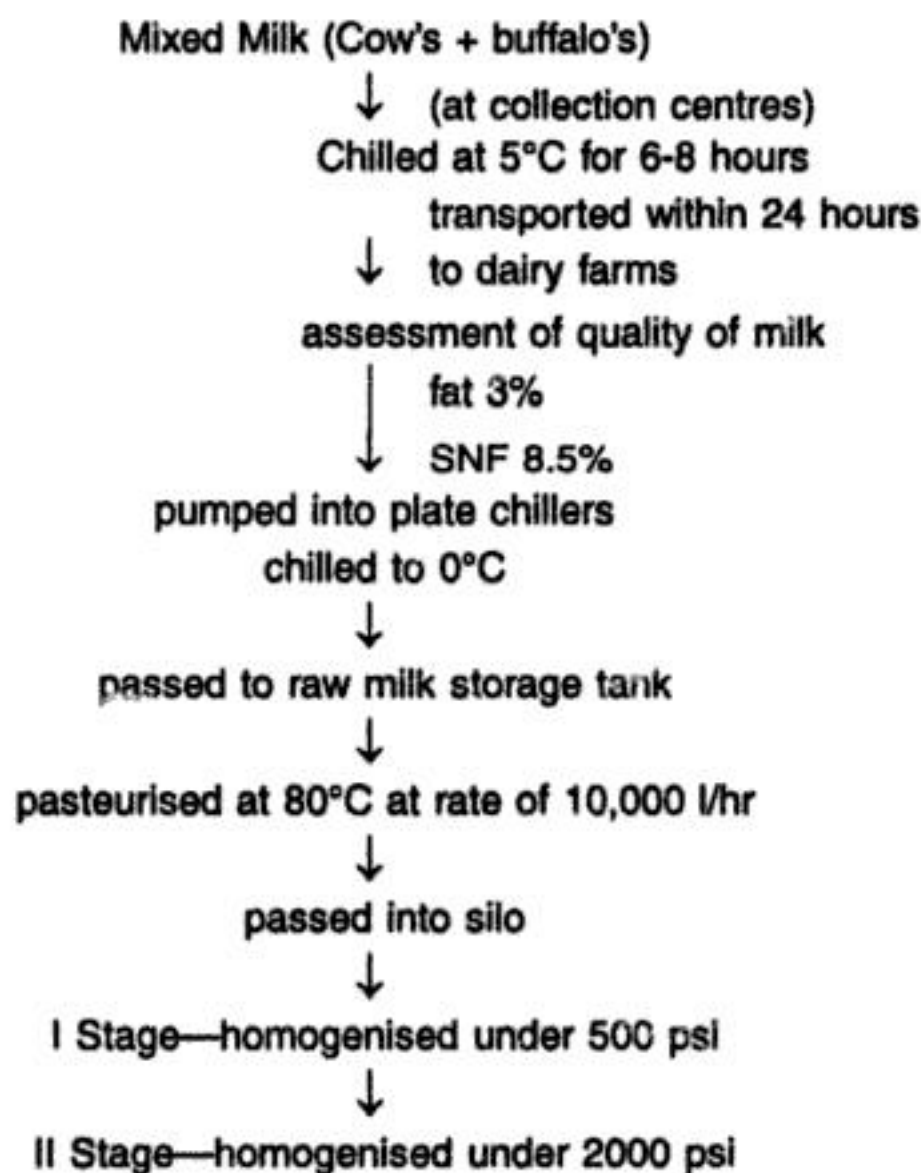 Mixed Milk (Cow's + buffalo's)
(at collection centres)
Chilled at 5°C for 6-8 hours
transported within 24 hours
to dairy farms
assessment of quality of milk
fat 3%
SNF 8.5%
pumped into plate chillers
chilled to 0°C
passed to raw milk storage tank
pasteurised at 80°C at rate of 10,000 l/hr
passed into silo
I Stage—homogenised under 500 psi
II Stage—homogenised under 2000 psi